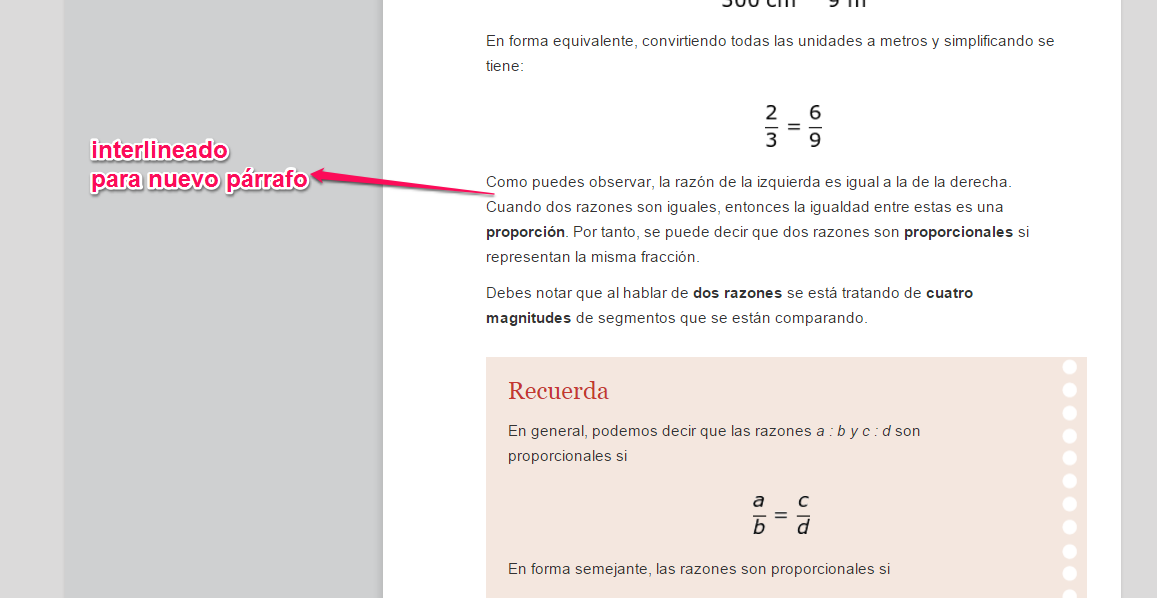 300 cm 9 m
En forma equivalente, convirtiendo todas las unidades a metros y simplificando se
tiene:
2/3 = 6/9
interlineado
para nuevo párrafo
Como puedes observar, la razón de la izquierda es igual a la de la derecha.
Cuando dos razones son iguales, entonces la igualdad entre estas es una
proporción. Por tanto, se puede decir que dos razones son proporcionales si
representan la misma fracción.
Debes notar que al hablar de dos razones se está tratando de cuatro
magnitudes de segmentos que se están comparando.
Recuerda
En general, podemos decir que las razones a : b y c : d son
proporcionales si
a/b = c/d
En forma semejante, las razones son proporcionales si